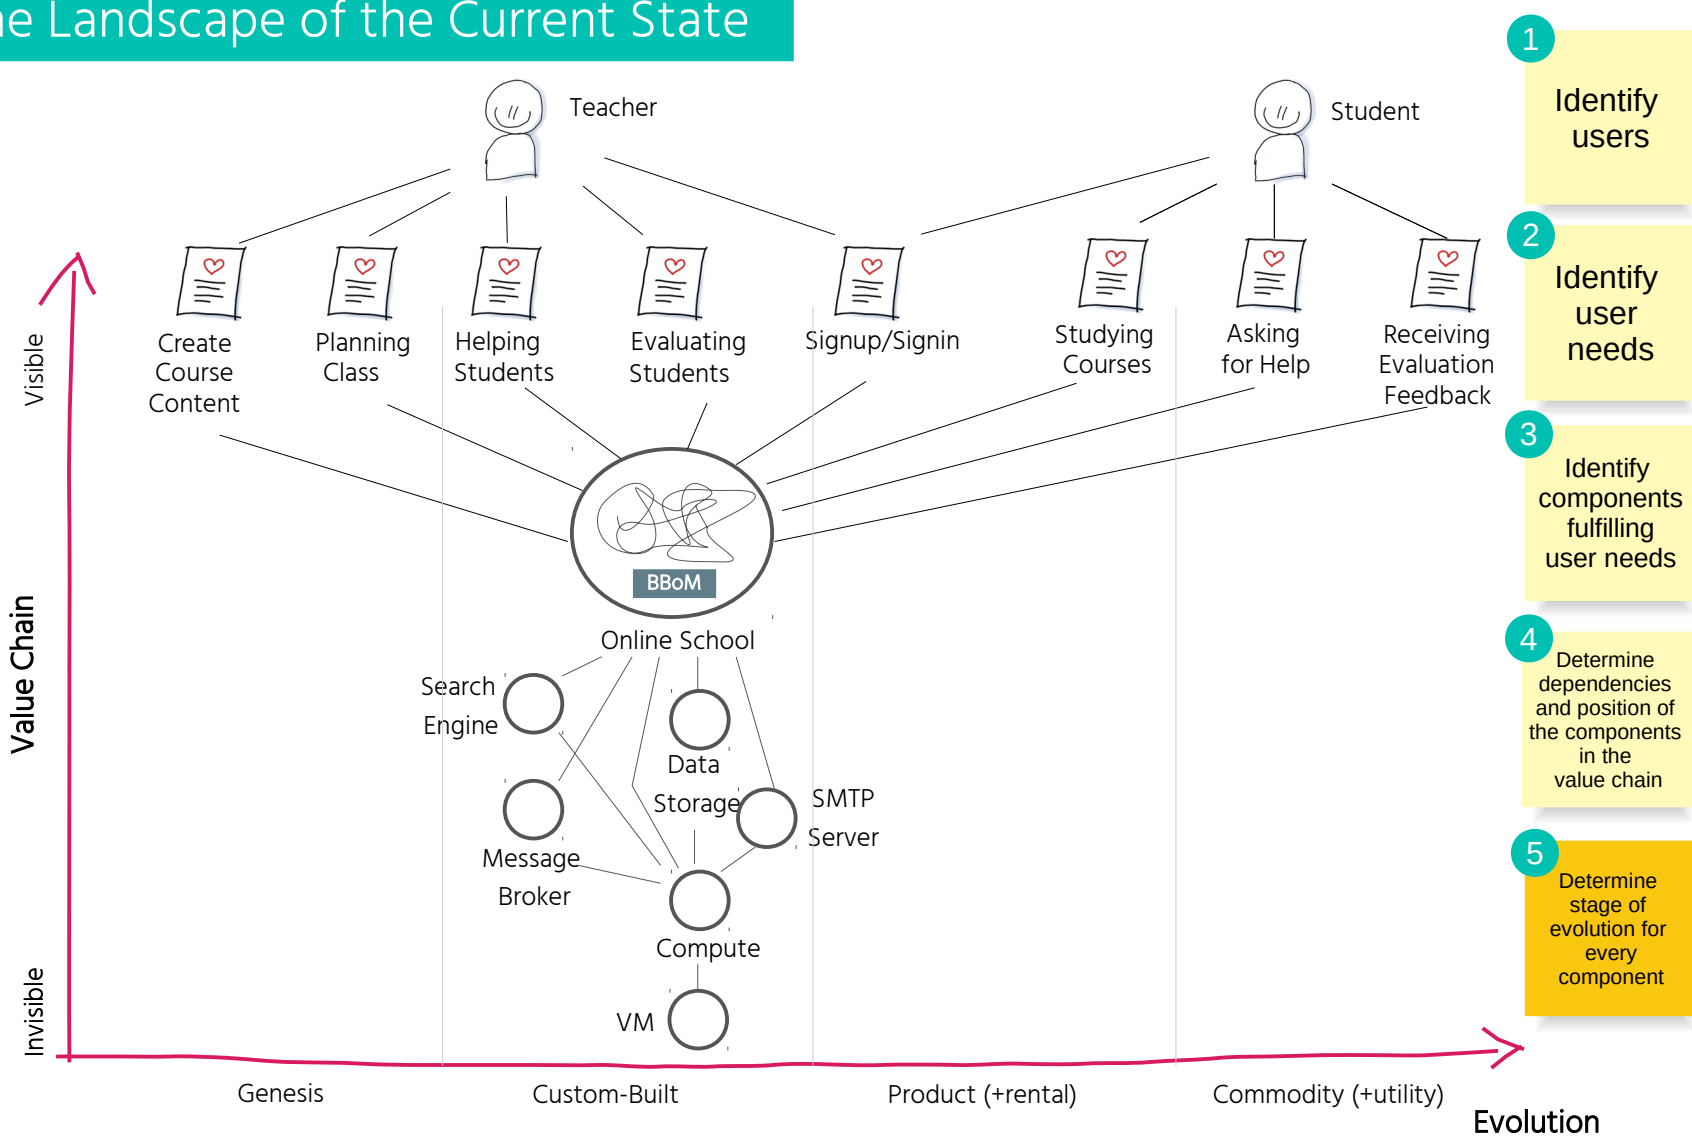 ne Landscape of the Current State
Teacher
Student
Create
Course
Content
Planning
Class
Helping
Students
Evaluating
Students
Signup/Signin
Studying
Courses
Asking
for Help
Receiving
Evaluation
Feedback
BBoM
Online School
Search
Engine
Data
Storage
SMTP
Server
Message
Broker
Compute
VM
Value Chain
Visible
Invisible
Genesis
Custom-Built
Product (+rental)
Commodity (+utility)
Evolution
1
Identify
users
2
Identify
user
needs
3
Identify
components
fulfilling
user needs
4
Determine
dependencies
and position of
the components
in the
value chain
5
Determine
stage of
evolution for
every
component